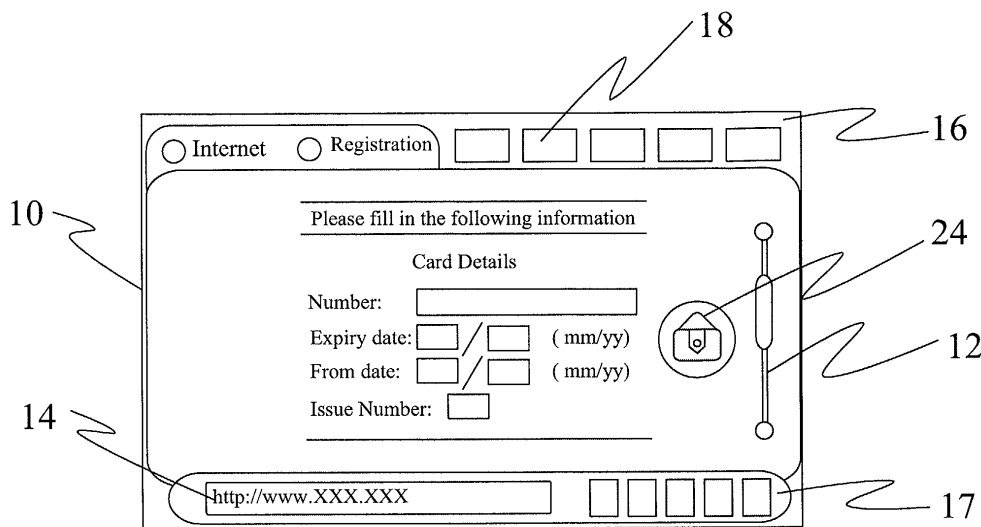 18
16
Internet Registration
10
Please fill in the following information
24
Card Details
Number:
Expiry date: / ( mm/yy)
12
From date: / ( mm/yy)
Issue Number:
14
http://www.XXX.XXX
17